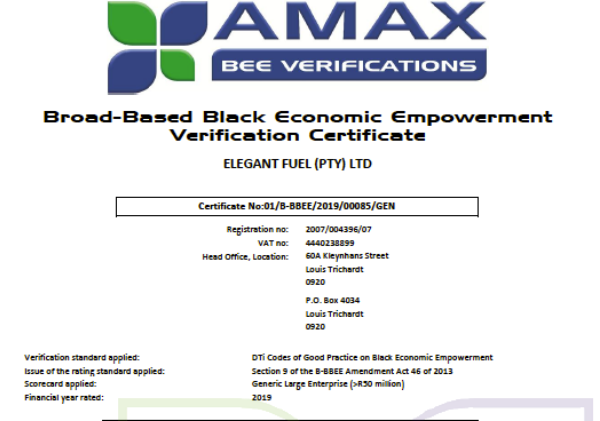 AMAX
BEE VERIFICATIONS
Broad-Based Black Economic Empowerment
Verification Certificate
ELEGANT FUEL (PTY) LTD
Certificate No:01/B-BBEE/2019/00085/GEN
Registration no: 2007/004396/07
VAT no: 4440238899
Head Office, Location: 60A Kleynhans Street
Louis Trichardt
0920
P.O. Box 4034
Louis Trichardt
0920
Verification standard applied: DTi Codes of Good Practice on Black Economic Empowerment
Issue of the rating standard applied: Section 9 of the B-BBEE Amendment Act 46 of 2013
Scorecard applied: Generic Large Enterprise (>R50 million)
Financial year rated: 2019